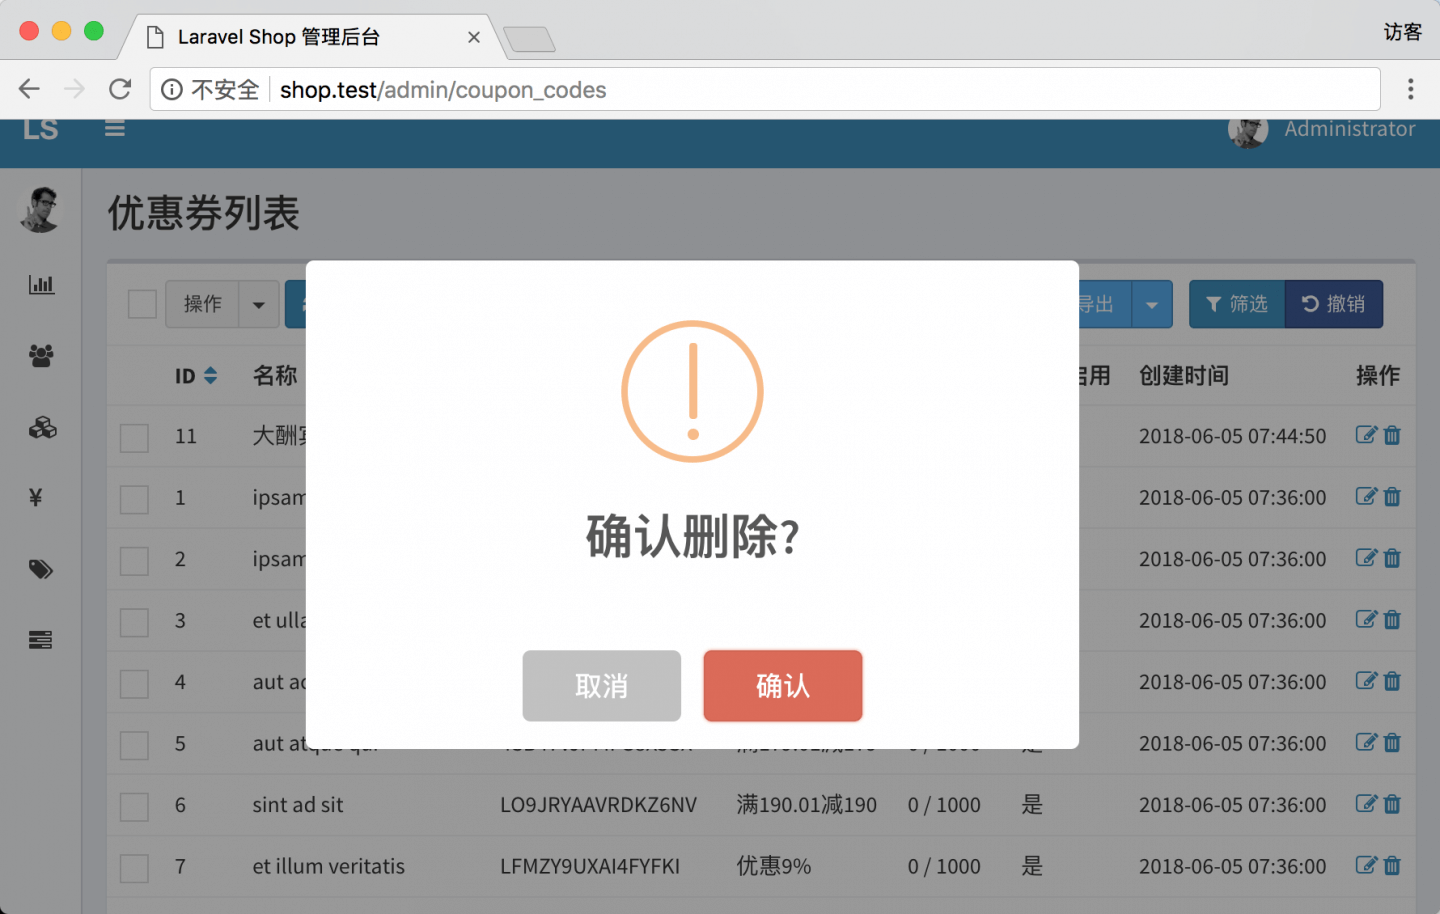 Laravel Shop 管理后台
访客
不安全 shop.test/admin/coupon_codes
LS Administrator
优惠券列表
操作 导出 筛选 撤销
ID 名称 启用 创建时间 操作
11 大酬宾 2018-06-05 07:44:50
1 ipsam 2018-06-05 07:36:00
2 ipsam 2018-06-05 07:36:00
3 et ulla 2018-06-05 07:36:00
4 aut 2018-06-05 07:36:00
5 aut atque qui 0 / 1000 是 2018-06-05 07:36:00
6 sint ad sit LO9JRYAAVRDKZ6NV 满190.01减190 0 / 1000 是 2018-06-05 07:36:00
7 et illum veritatis LFMZY9UXAI4FYFKI 优惠9% 0 / 1000 是 2018-06-05 07:36:00
确认删除?
取消 确认